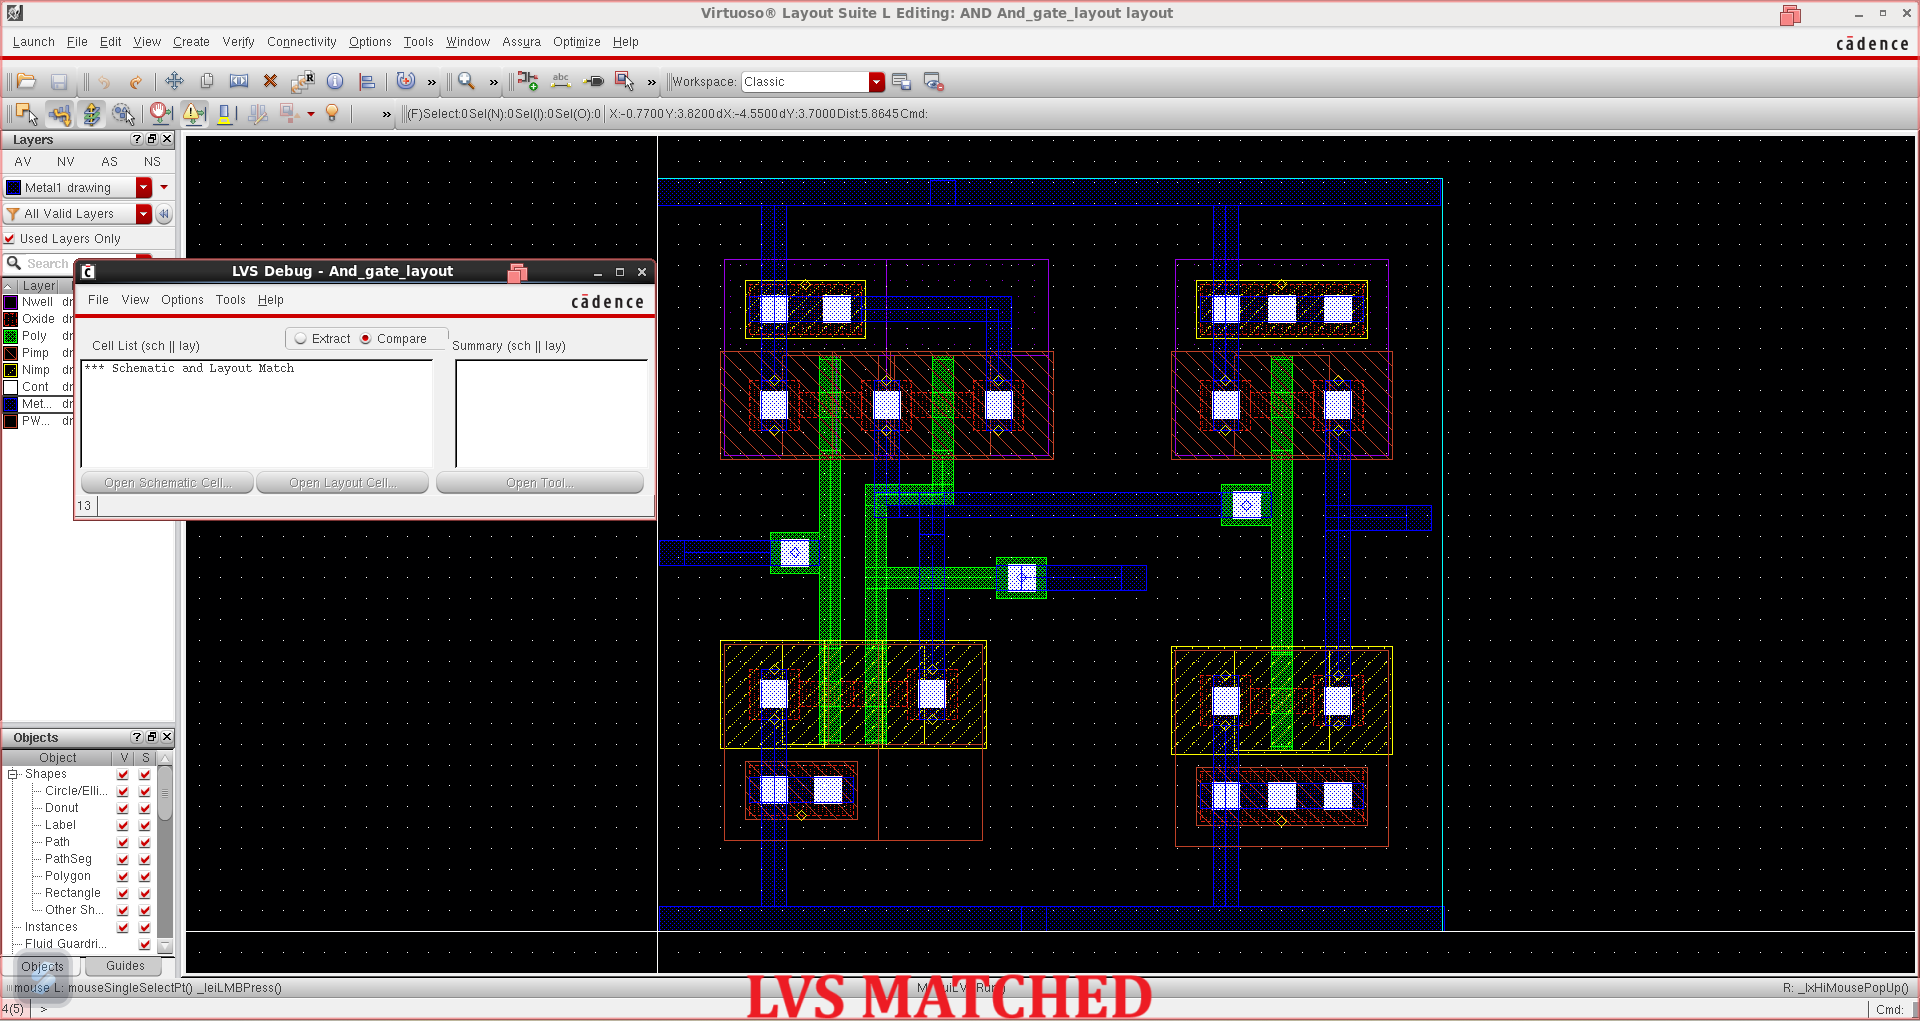 Virtuoso® Layout Suite L Editing: AND And_gate_layout layout
Launch File Edit View Create Verify Connectivity Options Tools Window Assura Optimize Help
cādence
abc
R
» » » Workspace: Classic
» (F)Select:0 Sel(N):0 Sel(I):0 Sel(O):0 X:-0.7700 Y:3.8200 dX:-4.5500 dY:3.7000 Dist:5.8645 Cmd:
Layers
AV NV AS NS
Metal1 drawing
All Valid Layers
Used Layers Only
Search
Layer
Nwell dr
Oxide dr
Poly dr
Pimp dr
Nimp dr
Cont dr
Met... dr
PW... dr
LVS Debug - And_gate_layout
File View Options Tools Help
cādence
Cell List (sch || lay) Extract Compare Summary (sch || lay)
*** Schematic and Layout Match
Open Schematic Cell... Open Layout Cell... Open Tool...
13
Objects
Object V S
Shapes
Circle/Elli...
Donut
Label
Path
PathSeg
Polygon
Rectangle
Other Sh...
Instances
Fluid Guardri...
Objects Guides
mouse L: mouseSingleSelectPt() _leiLMBPress()
R: _lxHiMousePopUp()
LVS MATCHED
4(5) >
Cmd: